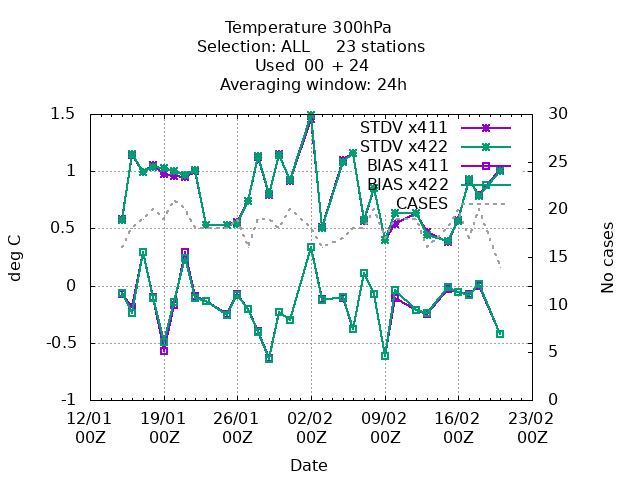 Temperature 300hPa
Selection: ALL 23 stations
Used 00 + 24
Averaging window: 24h
1.5
1
0.5
0
-0.5
-1
deg C
30
25
20
15
10
5
0
No cases
STDV x411
STDV x422
BIAS x411
BIAS x422
CASES
12/01 19/01 26/01 02/02 09/02 16/02 23/02
00Z 00Z 00Z 00Z 00Z 00Z 00Z
Date